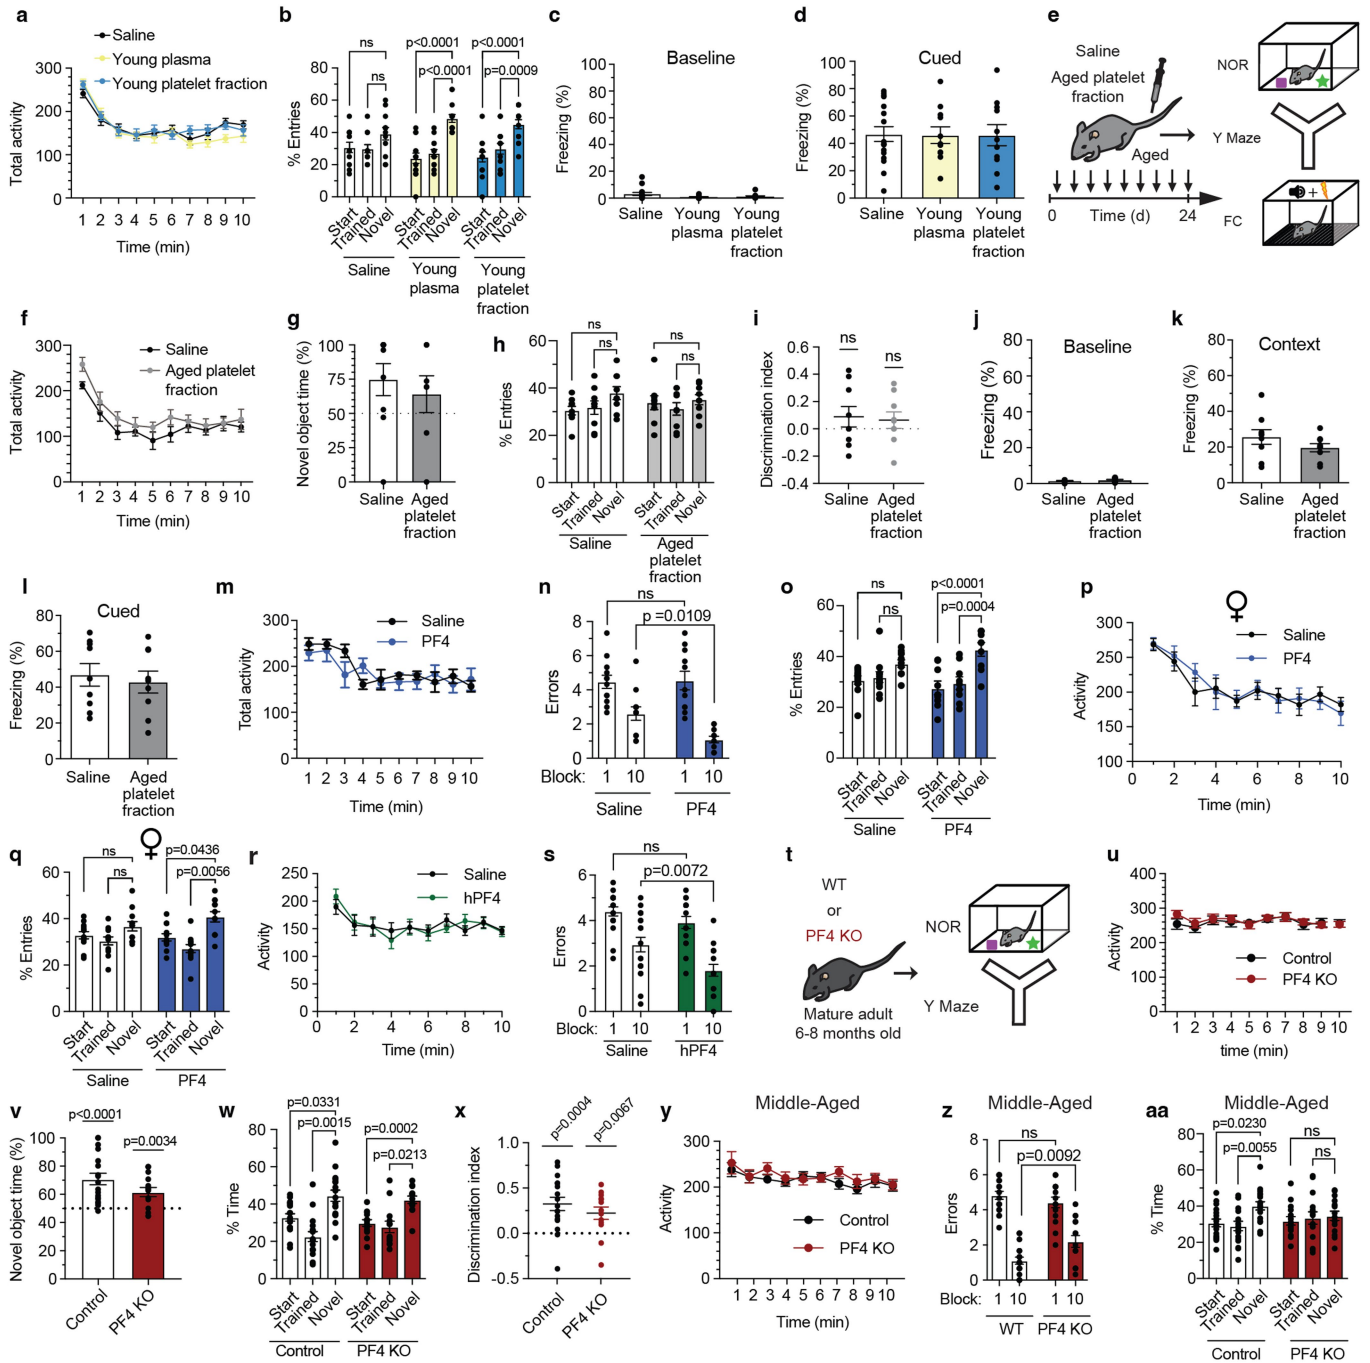 a
Saline
Young plasma
Young platelet fraction
Total activity
300
200
100
0
1 2 3 4 5 6 7 8 9 10
Time (min)
b
ns
ns
p<0.0001
p<0.0001
p<0.0001
p=0.0009
% Entries
80
60
40
20
0
Start
Trained
Novel
Start
Trained
Novel
Start
Trained
Novel
Saline
Young
plasma
Young
platelet
fraction
c
Baseline
Freezing (%)
100
80
60
40
20
0
Saline
Young
plasma
Young
platelet
fraction
d
Cued
Freezing (%)
100
80
60
40
20
0
Saline
Young
plasma
Young
platelet
fraction
e
Saline
Aged platelet
fraction
Aged
0
Time (d)
24
NOR
Y Maze
FC
+
f
Saline
Aged platelet
fraction
Total activity
300
200
100
0
1 2 3 4 5 6 7 8 9 10
Time (min)
g
Novel object time (%)
100
75
50
25
0
Saline
Aged
platelet
fraction
h
ns
ns
ns
ns
% Entries
60
40
20
0
Start
Trained
Novel
Start
Trained
Novel
Saline
Aged
platelet
fraction
i
ns
ns
Discrimination index
0.6
0.4
0.2
0.0
-0.2
-0.4
Saline
Aged
platelet
fraction
j
Baseline
Freezing (%)
80
60
40
20
0
Saline
Aged
platelet
fraction
k
Context
Freezing (%)
80
60
40
20
0
Saline
Aged
platelet
fraction
l
Cued
Freezing (%)
80
60
40
20
0
Saline
Aged
platelet
fraction
m
Saline
PF4
Total activity
300
200
100
0
1 2 3 4 5 6 7 8 9 10
Time (min)
n
ns
p =0.0109
Errors
8
6
4
2
0
Block: 1 10 1 10
Saline
PF4
o
ns
ns
p<0.0001
p=0.0004
% Entries
60
40
20
0
Start
Trained
Novel
Start
Trained
Novel
Saline
PF4
p
♀
Saline
PF4
Activity
300
250
200
150
100
0 2 4 6 8 10
Time (min)
q
♀
ns
ns
p=0.0436
p=0.0056
% Entries
60
40
20
0
Start
Trained
Novel
Start
Trained
Novel
Saline
PF4
r
Saline
hPF4
Activity
250
200
150
100
50
0
0 2 4 6 8 10
Time (min)
s
ns
p=0.0072
Errors
6
5
4
3
2
1
0
Block: 1 10 1 10
Saline
hPF4
t
WT
or
PF4 KO
Mature adult
6-8 months old
NOR
Y Maze
u
Activity
400
300
200
100
0
Control
PF4 KO
1 2 3 4 5 6 7 8 9 10
time (min)
v
p<0.0001
p=0.0034
Novel object time (%)
100
80
60
40
20
0
Control
PF4 KO
w
p=0.0331
p=0.0015
p=0.0002
p=0.0213
% Time
80
60
40
20
0
Start
Trained
Novel
Start
Trained
Novel
Control
PF4 KO
x
p=0.0004
p=0.0067
Discrimination index
1.0
0.5
0.0
-0.5
Control
PF4 KO
y
Middle-Aged
Activity
300
200
100
0
Control
PF4 KO
1 2 3 4 5 6 7 8 9 10
Time (min)
z
Middle-Aged
ns
p=0.0092
Errors
8
6
4
2
0
Block: 1 10 1 10
WT
PF4 KO
aa
Middle-Aged
p=0.0230
p=0.0055
ns
ns
% Time
80
60
40
20
0
Start
Trained
Novel
Start
Trained
Novel
Control
PF4 KO